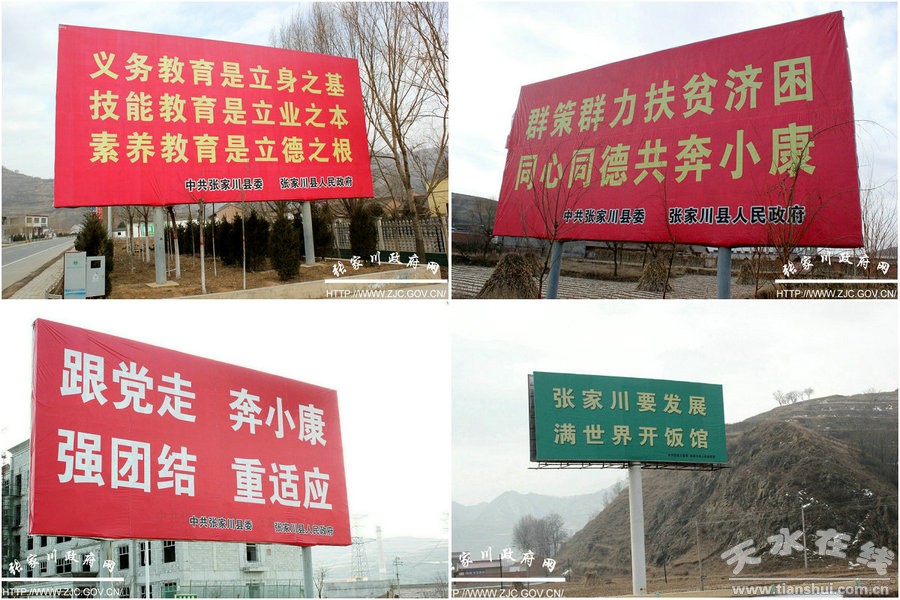 义务教育是立身之基
技能教育是立业之本
素养教育是立德之根
中共张家川县委 张家川县人民政府
张家川政府网
HTTP://WWW.ZJC.GOV.CN/
群策群力扶贫济困
同心同德共奔小康
中共张家川县委 张家川县人民政府
张家川政府网
HTTP://WWW.ZJC.GOV.CN/
跟党走 奔小康
强团结 重适应
中共张家川县委 张家川县人民政府
张家川政府网
HTTP://WWW.ZJC.GOV.CN/
张家川要发展
满世界开饭馆
张家川政府网
HTTP://WWW.ZJC.GOV.CN/
天水在线
www.tianshui.com.cn